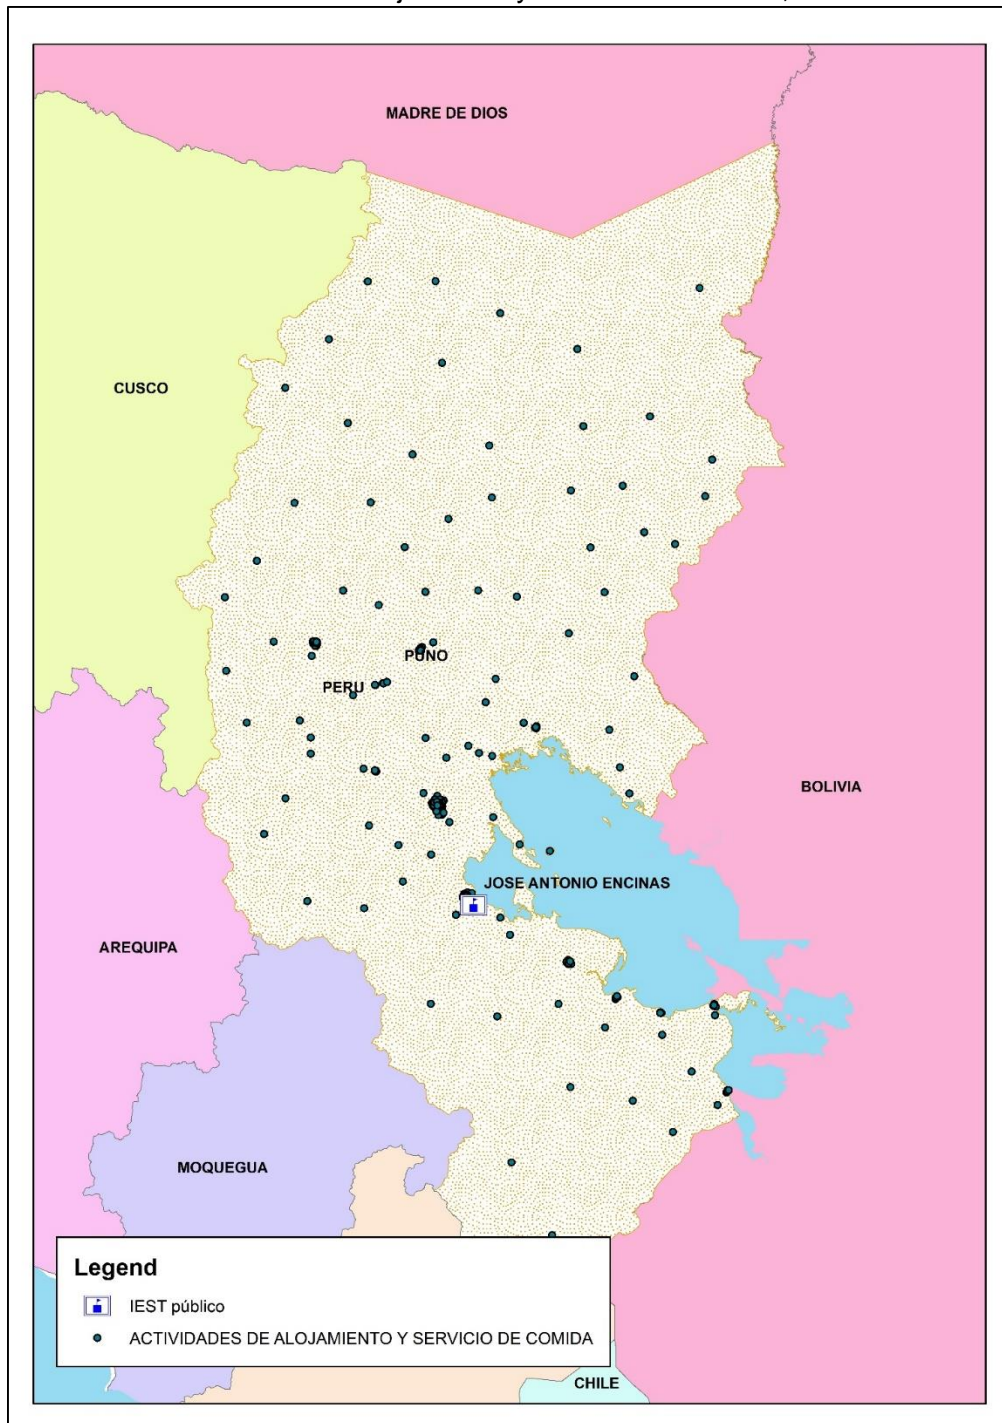 MADRE DE DIOS
CUSCO
PUNO
PERU
BOLIVIA
JOSE ANTONIO ENCINAS
AREQUIPA
MOQUEGUA
Legend
IEST público
ACTIVIDADES DE ALOJAMIENTO Y SERVICIO DE COMIDA
CHILE